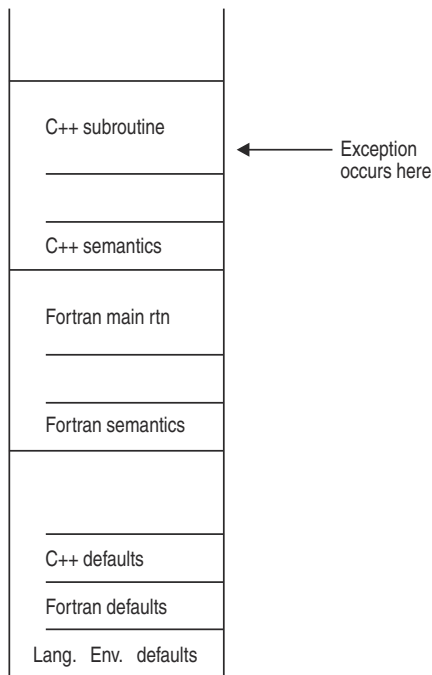 C++ subroutine
Exception
occurs here
C++ semantics
Fortran main rtn
Fortran semantics
C++ defaults
Fortran defaults
Lang. Env. defaults